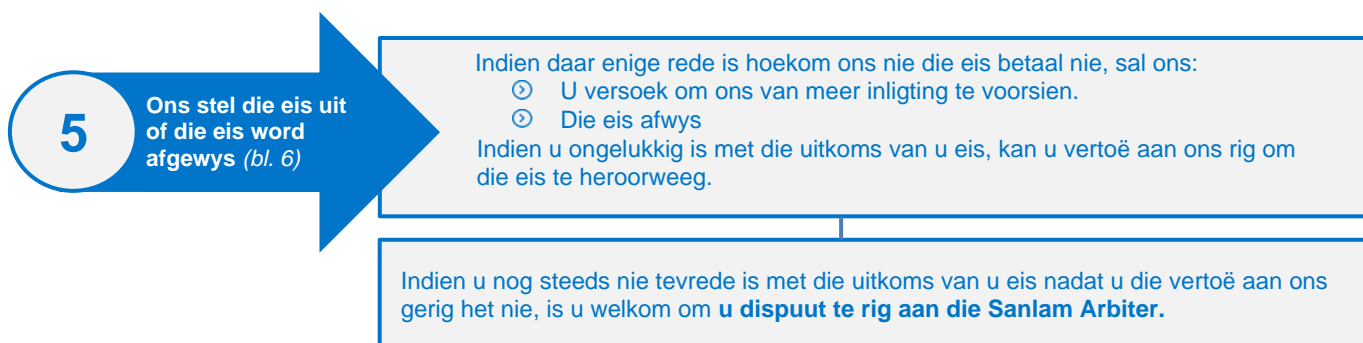 5
Ons stel die eis uit
of die eis word
afgewys (bl. 6)
Indien daar enige rede is hoekom ons nie die eis betaal nie, sal ons:
U versoek om ons van meer inligting te voorsien.
Die eis afwys
Indien u ongelukkig is met die uitkoms van u eis, kan u vertoë aan ons rig om
die eis te heroorweeg.
Indien u nog steeds nie tevrede is met die uitkoms van u eis nadat u die vertoë aan ons
gerig het nie, is u welkom om u dispuut te rig aan die Sanlam Arbiter.